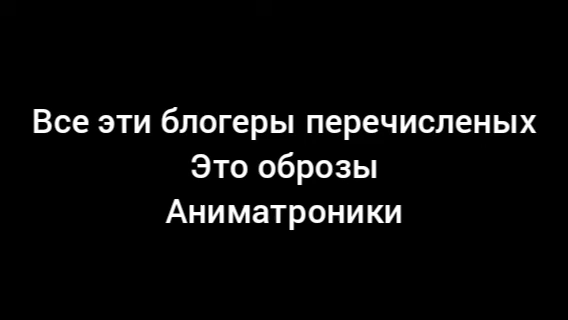 Все эти блогеры перечисленых
Это оброзы
Аниматроники